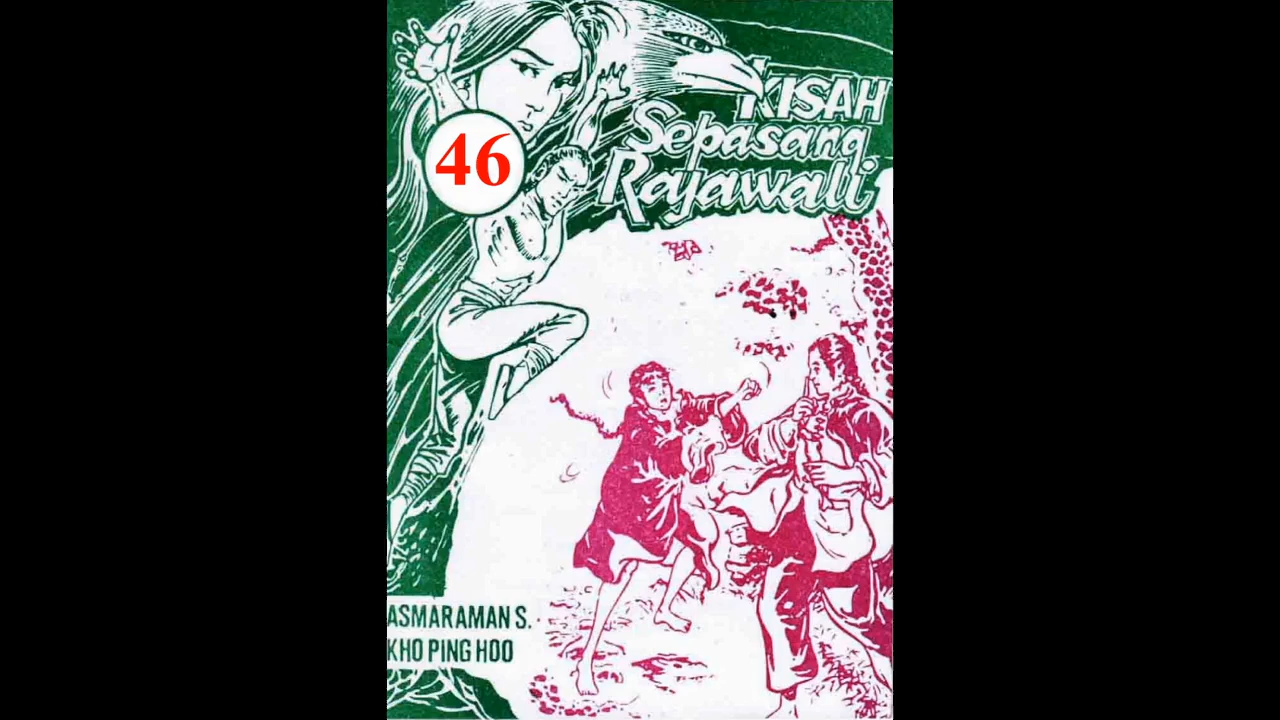 46
KISAH
Sepasang
Rajawali
ASMARAMAN S.
KHO PING HOO